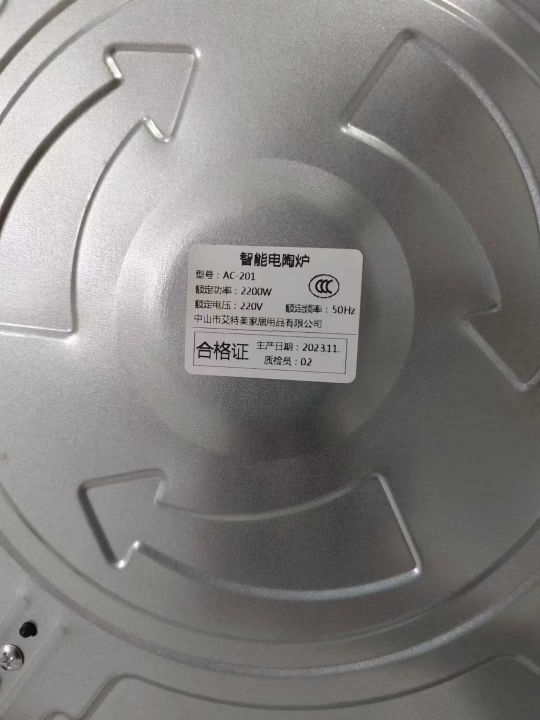 智能电陶炉
型号：AC-201
额定功率：2200W
额定电压：220V 额定频率：50Hz
中山市艾特美家居用品有限公司
合格证
生产日期：2023.11.
质检员：02